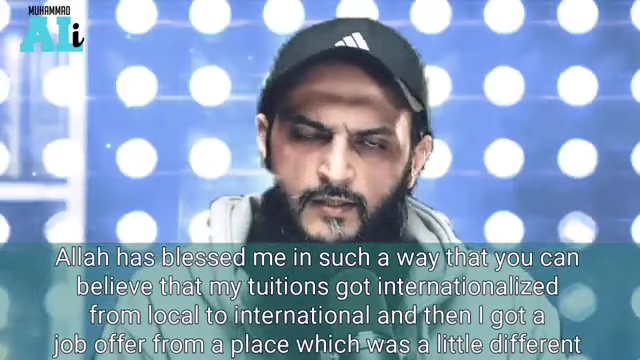 MUHAMMAD
ALi
Allah has blessed me in such a way that you can
believe that my tuitions got internationalized
from local to international and then I got a
job offer from a place which was a little different